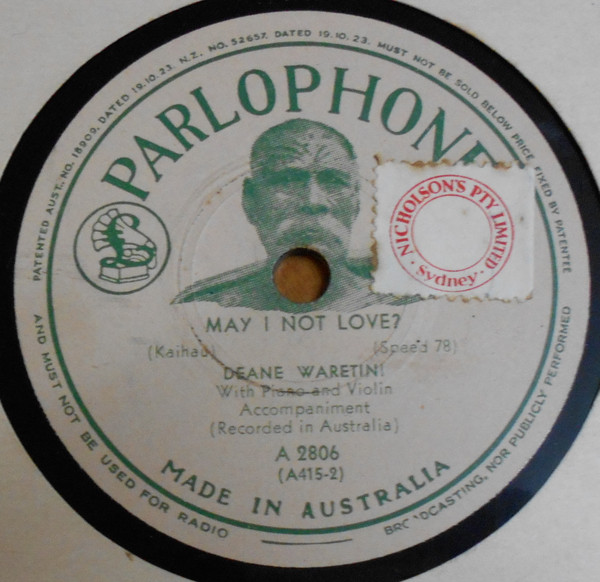 PATENTED AUST. NO. 18909, DATED 19.10.23. N.Z. NO. 52657. DATED 19.10.23. MUST NOT BE SOLD BELOW PRICE FIXED BY PATENTEE
PARLOPHONE
NICHOLSON'S PTY LIMITED
· Sydney ·
MAY I NOT LOVE?
(Kaihau) (Speed 78)
DEANE WARETINI
With Piano and Violin
Accompaniment
(Recorded in Australia)
A 2806
(A415-2)
MADE IN AUSTRALIA
AND MUST NOT BE USED FOR RADIO BROADCASTING, NOR PUBLICLY PERFORMED